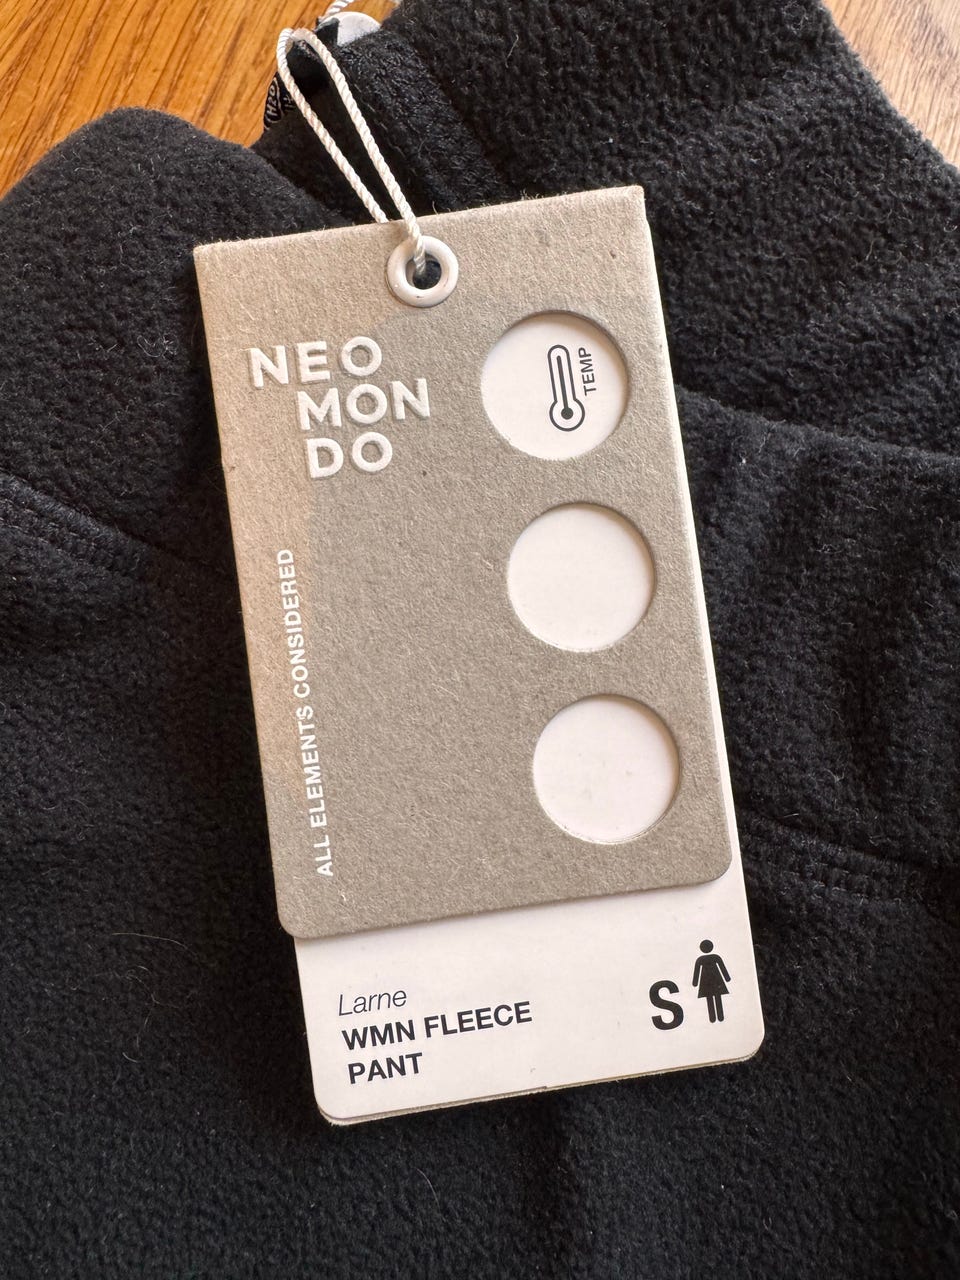 NEO
MON
DO
TEMP
ALL ELEMENTS CONSIDERED
Larne
WMN FLEECE
PANT
S